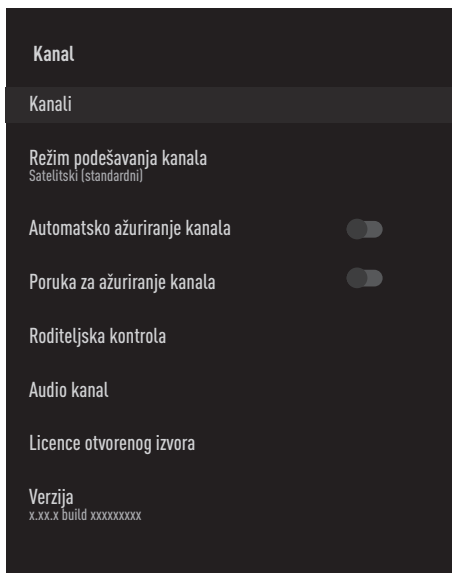 Kanal
Kanali
Režim podešavanja kanala
Satelitski (standardni)
Automatsko ažuriranje kanala
Poruka za ažuriranje kanala
Roditeljska kontrola
Audio kanal
Licence otvorenog izvora
Verzija
x.xx.x build xxxxxxxxx